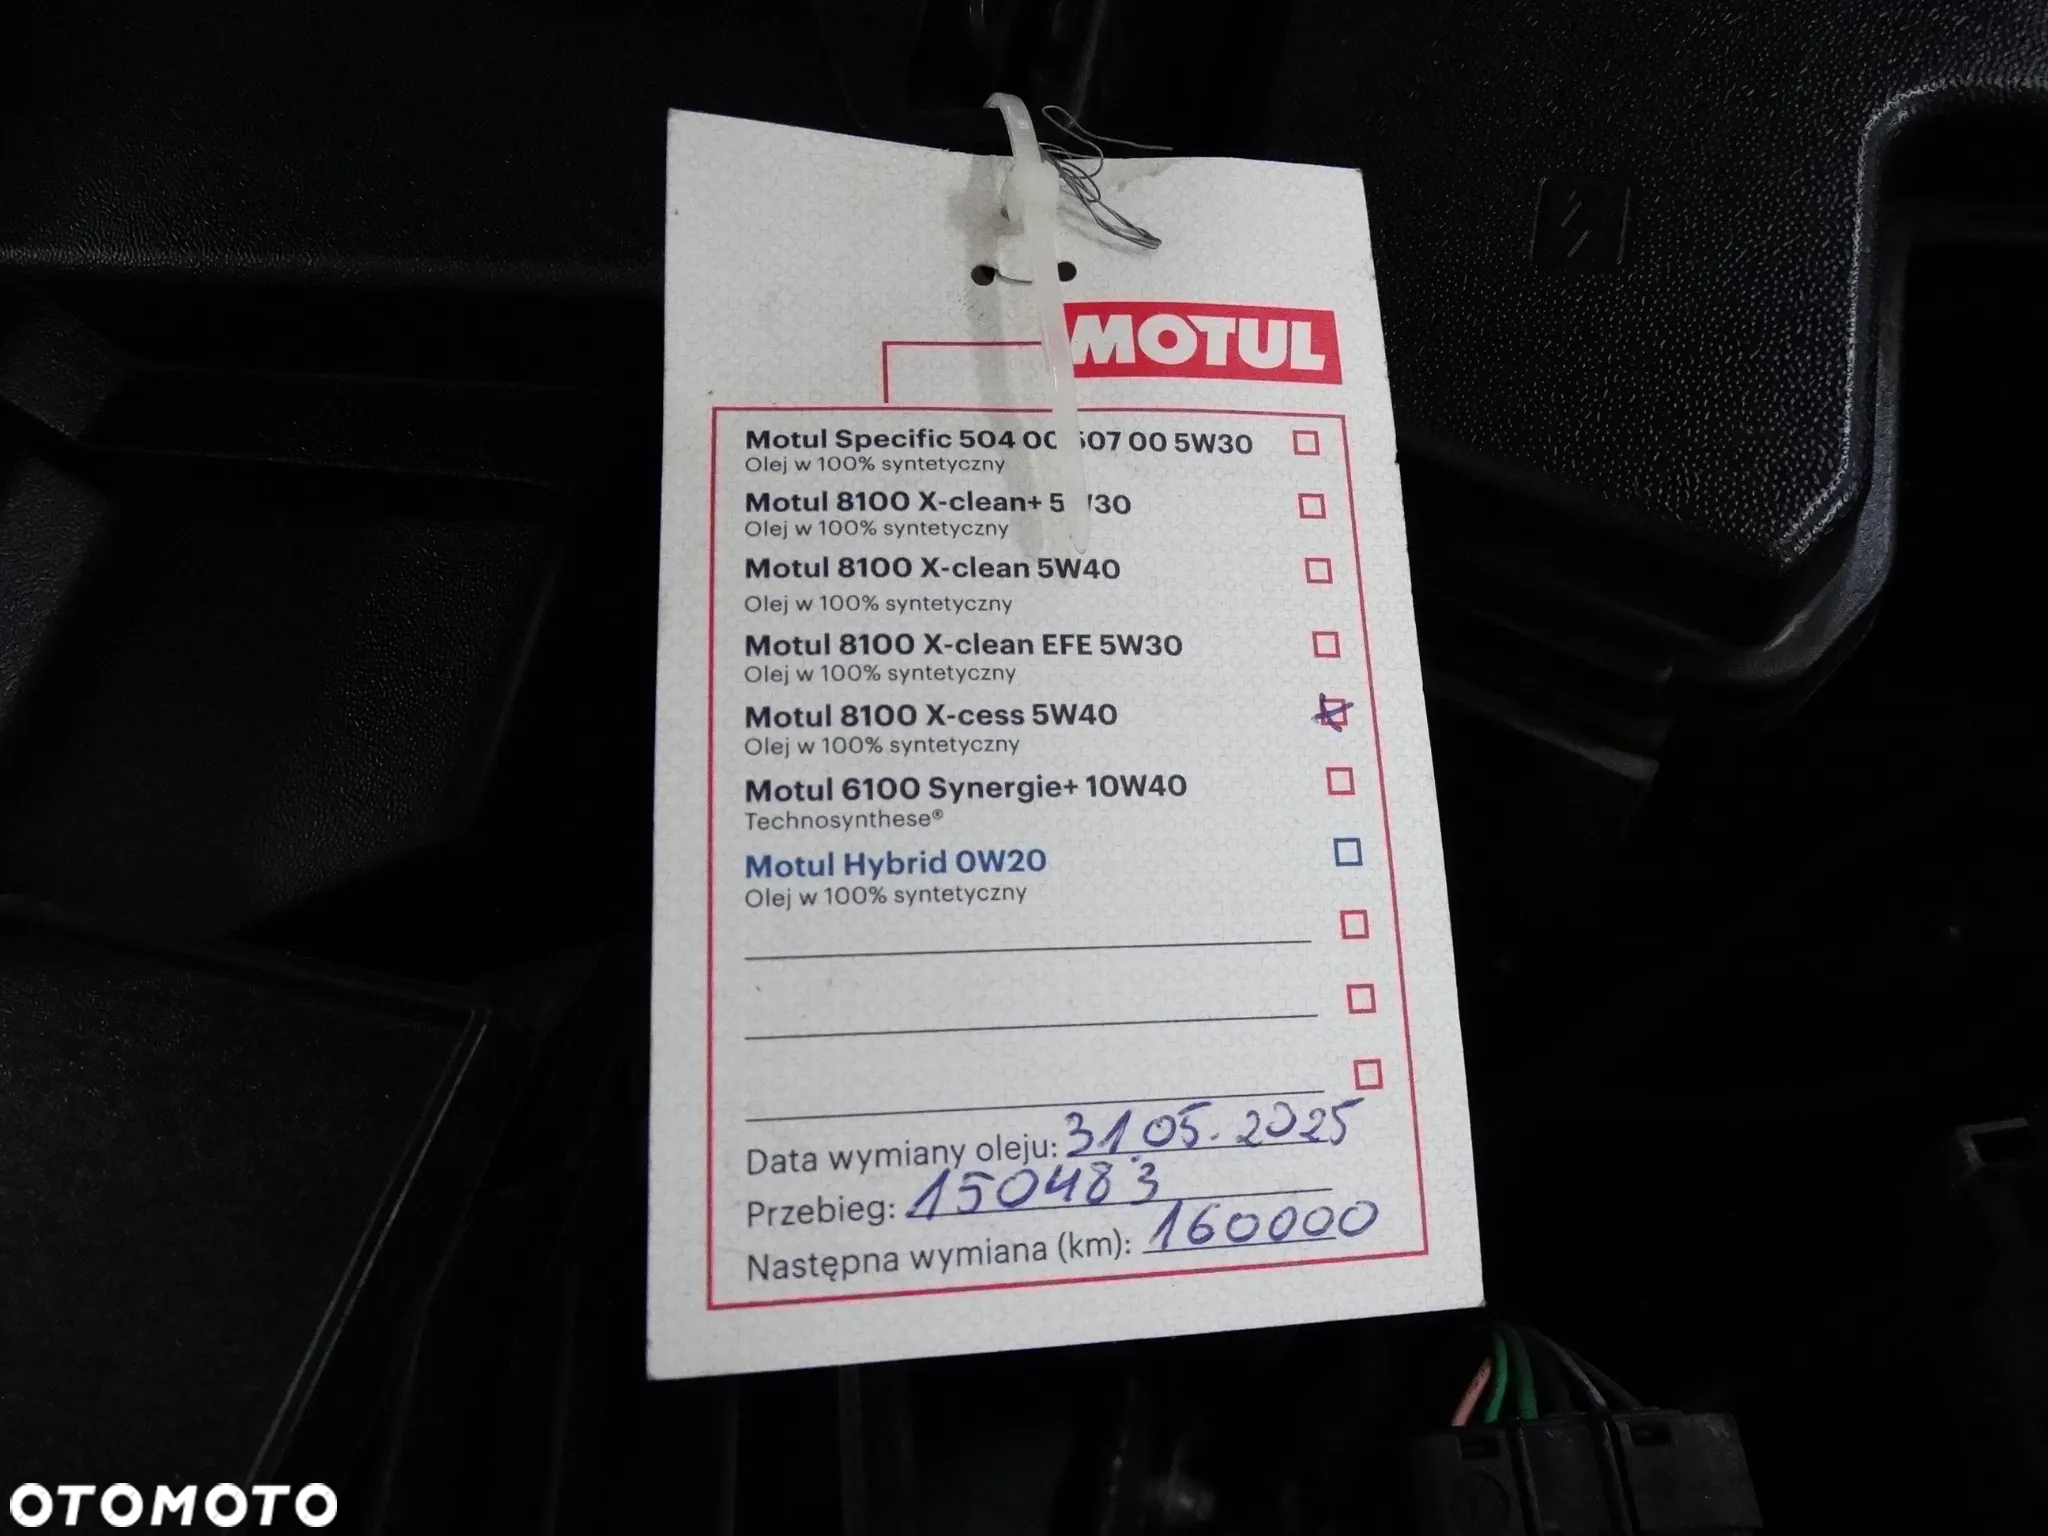 MOTUL
Motul Specific 504 00 507 00 5W30
Olej w 100% syntetyczny
Motul 8100 X-clean+ 5W30
Olej w 100% syntetyczny
Motul 8100 X-clean 5W40
Olej w 100% syntetyczny
Motul 8100 X-clean EFE 5W30
Olej w 100% syntetyczny
Motul 8100 X-cess 5W40
Olej w 100% syntetyczny
Motul 6100 Synergie+ 10W40
Technosynthese®
Motul Hybrid 0W20
Olej w 100% syntetyczny
Data wymiany oleju: 31.05.2025
Przebieg: 150483
Następna wymiana (km): 160000
OTOMOTO